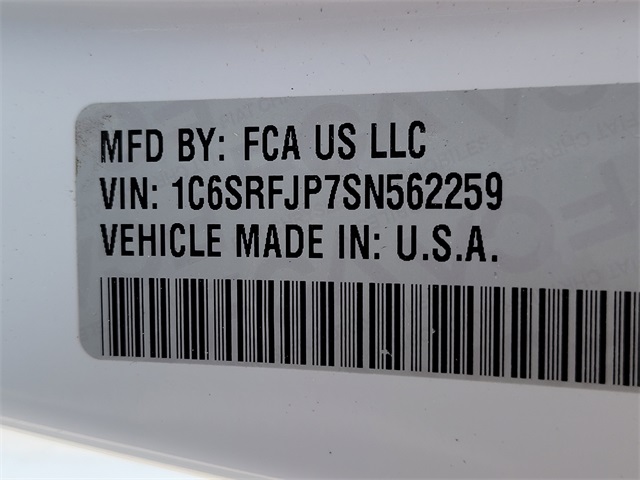 MFD BY: FCA US LLC
VIN: 1C6SRFJP7SN562259
VEHICLE MADE IN: U.S.A.